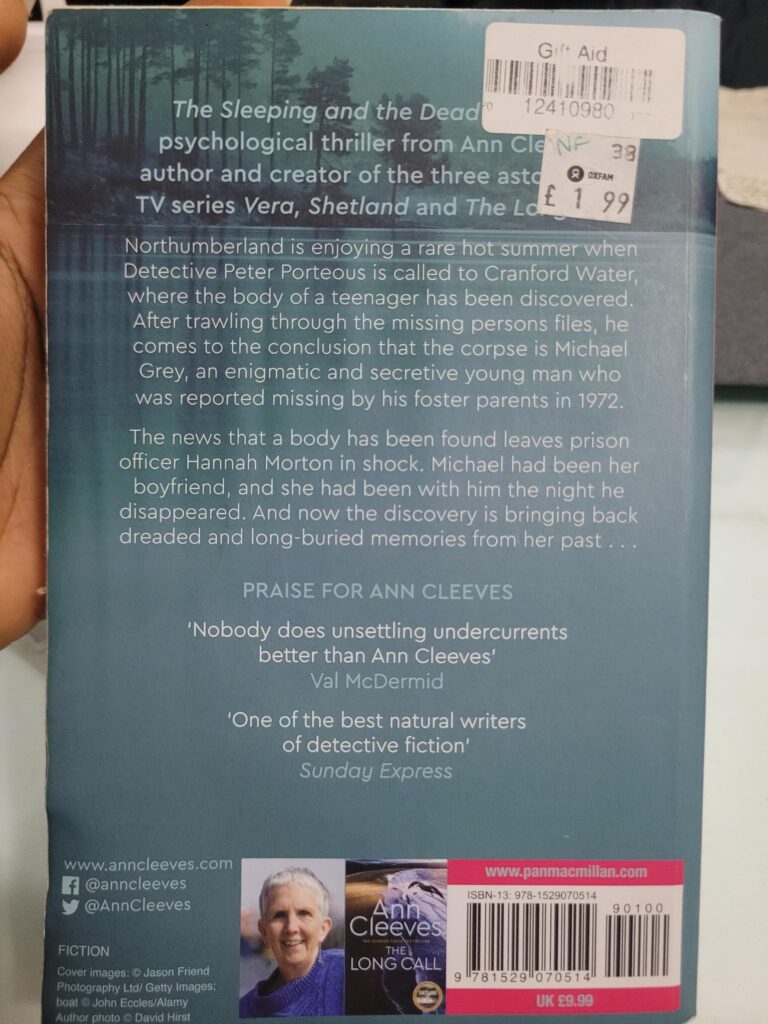 Gift Aid
12410980
The Sleeping and the Dead
psychological thriller from Ann Cle
NF 38
author and creator of the three asto
OXFAM
£ 1 99
TV series Vera, Shetland and The Lo
Northumberland is enjoying a rare hot summer when
Detective Peter Porteous is called to Cranford Water,
where the body of a teenager has been discovered.
After trawling through the missing persons files, he
comes to the conclusion that the corpse is Michael
Grey, an enigmatic and secretive young man who
was reported missing by his foster parents in 1972.
The news that a body has been found leaves prison
officer Hannah Morton in shock. Michael had been her
boyfriend, and she had been with him the night he
disappeared. And now the discovery is bringing back
dreaded and long-buried memories from her past . . .
PRAISE FOR ANN CLEEVES
‘Nobody does unsettling undercurrents
better than Ann Cleeves’
Val McDermid
‘One of the best natural writers
of detective fiction’
Sunday Express
www.anncleeves.com
@anncleeves
@AnnCleeves
FICTION
Cover images: © Jason Friend
Photography Ltd/ Getty Images;
boat © John Eccles/Alamy
Author photo © David Hirst
Ann
Cleeves
THE
LONG CALL
www.panmacmillan.com
ISBN-13: 978-1529070514
90100
9 781529 070514
UK £9.99